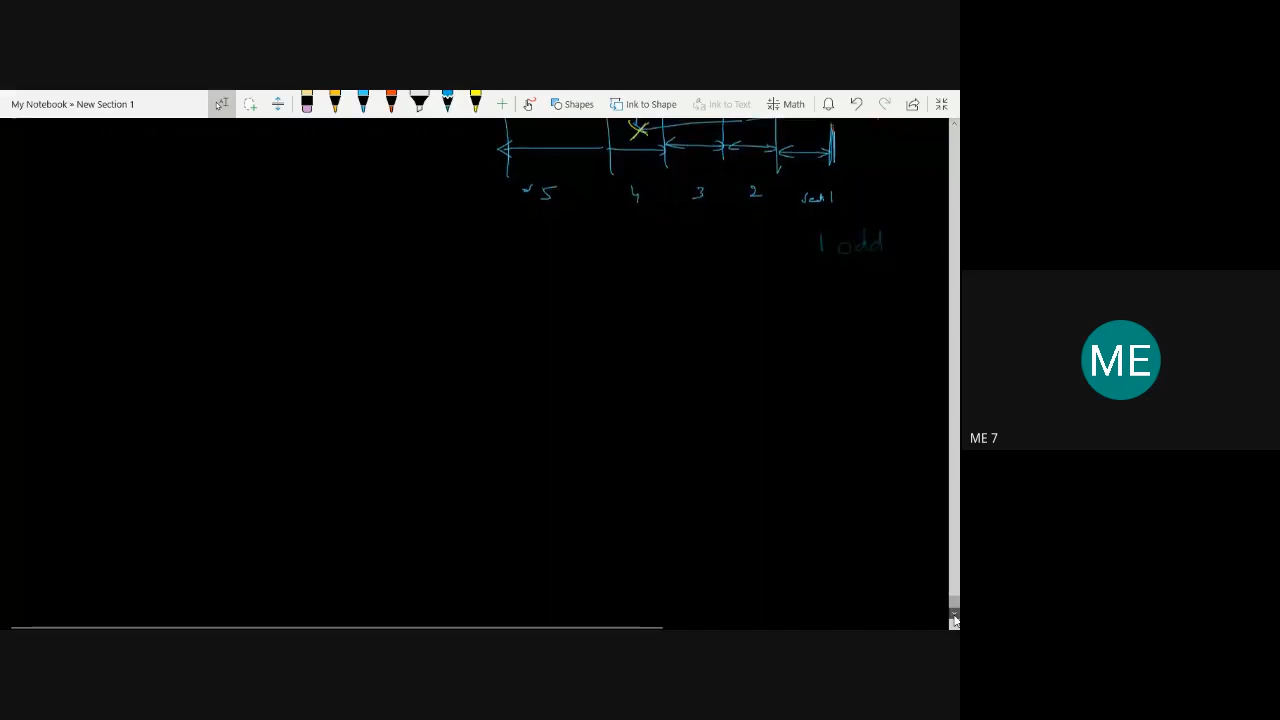 My Notebook » New Section 1
Shapes Ink to Shape Ink to Text Math
5 4 3 2
1 odd
ME
ME 7